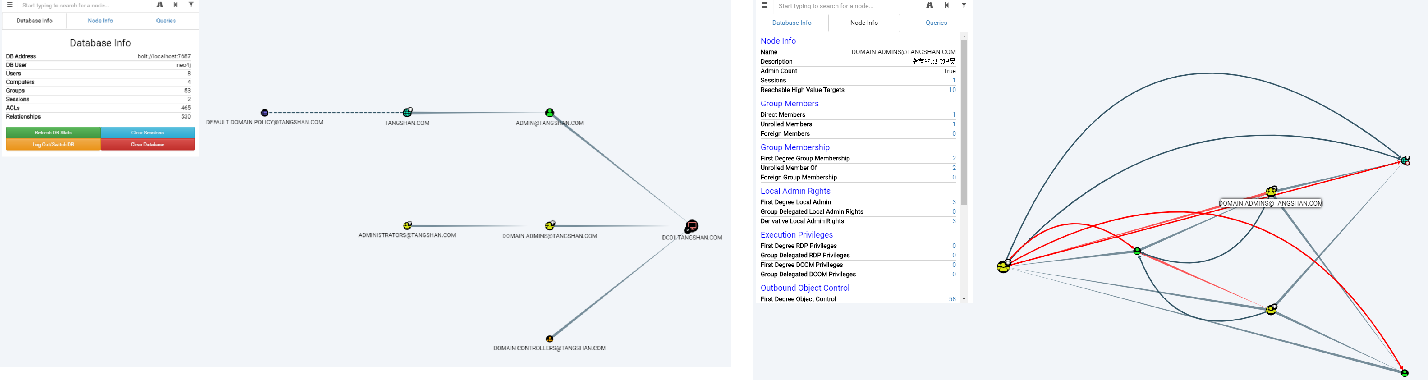 Start typing to search for a node...
Database Info Node Info Queries
Database Info
DB Address bolt://localhost:7687
DB User neo4j
Users 8
Computers 4
Groups 53
Sessions 2
ACLs 465
Relationships 530
Refresh DB Stats Clear Sessions
Log Out/Switch DB Clear Database
DEFAULT DOMAIN POLICY@TANGSHAN.COM
TANGSHAN.COM
ADMIN@TANGSHAN.COM
ADMINISTRATORS@TANGSHAN.COM
DOMAIN ADMINS@TANGSHAN.COM
TANGSHAN.COM
DOMAIN CONTROLLERS@TANGSHAN.COM
Start typing to search for a node...
Database Info Node Info Queries
Node Info
Name DOMAIN ADMINS@TANGSHAN.COM
Description
Admin Count true
Sessions 1
Reachable High Value Targets 10
Group Members
Direct Members 1
Unrolled Members 1
Foreign Members 0
Group Membership
First Degree Group Membership 2
Unrolled Member Of 2
Foreign Group Membership 0
Local Admin Rights
First Degree Local Admin 3
Group Delegated Local Admin Rights 0
Derivative Local Admin Rights 3
Execution Privileges
First Degree RDP Privileges 0
Group Delegated RDP Privileges 0
First Degree DCOM Privileges 0
Group Delegated DCOM Privileges 0
Outbound Object Control
First Degree Object Control
DOMAIN ADMINS@TANGSHAN.COM